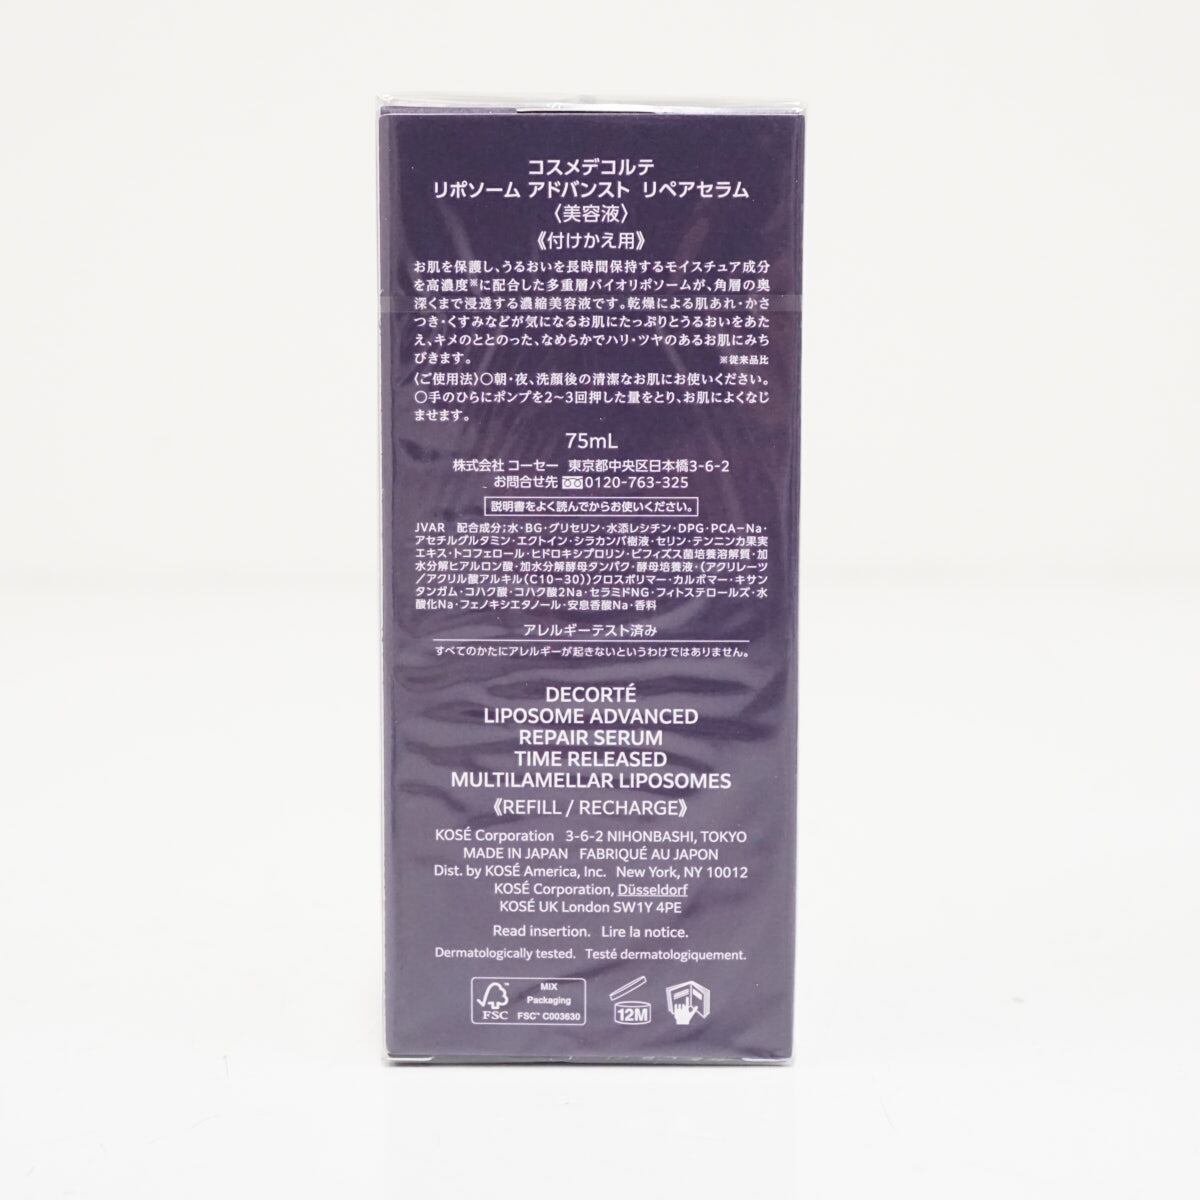 コスメデコルテ
リポソーム アドバンスト リペアセラム
〈美容液〉
《付けかえ用》
お肌を保護し、うるおいを長時間保持するモイスチュア成分
を高濃度※に配合した多重層バイオリポソームが、角層の奥
深くまで浸透する濃縮美容液です。乾燥による肌あれ・かさ
つき・くすみなどが気になるお肌にたっぷりとうるおいをあた
え、キメのととのった、なめらかでハリ・ツヤのあるお肌にみち
びきます。 ※従来品比
〈ご使用法〉○朝・夜、洗顔後の清潔なお肌にお使いください。
○手のひらにポンプを2～3回押した量をとり、お肌によくなじ
ませます。
75mL
株式会社 コーセー 東京都中央区日本橋3-6-2
お問合せ先 0120-763-325
説明書をよく読んでからお使いください。
JVAR 配合成分;水・BG・グリセリン・水添レシチン・DPG・PCA－Na・
アセチルグルタミン・エクトイン・シラカンバ樹液・セリン・テンニンカ果実
エキス・トコフェロール・ヒドロキシプロリン・ビフィズス菌培養溶解質・加
水分解ヒアルロン酸・加水分解酵母タンパク・酵母培養液・(アクリレーツ
／アクリル酸アルキル(C10－30))クロスポリマー・カルボマー・キサン
タンガム・コハク酸・コハク酸2Na・セラミドNG・フィトステロールズ・水
酸化Na・フェノキシエタノール・安息香酸Na・香料
アレルギーテスト済み
すべてのかたにアレルギーが起きないというわけではありません。
DECORTÉ
LIPOSOME ADVANCED
REPAIR SERUM
TIME RELEASED
MULTILAMELLAR LIPOSOMES
《REFILL / RECHARGE》
KOSÉ Corporation 3-6-2 NIHONBASHI, TOKYO
MADE IN JAPAN FABRIQUÉ AU JAPON
Dist. by KOSÉ America, Inc. New York, NY 10012
KOSÉ Corporation, Düsseldorf
KOSÉ UK London SW1Y 4PE
Read insertion. Lire la notice.
Dermatologically tested. Testé dermatologiquement.
FSC
MIX
Packaging
FSC™ C003630
12M